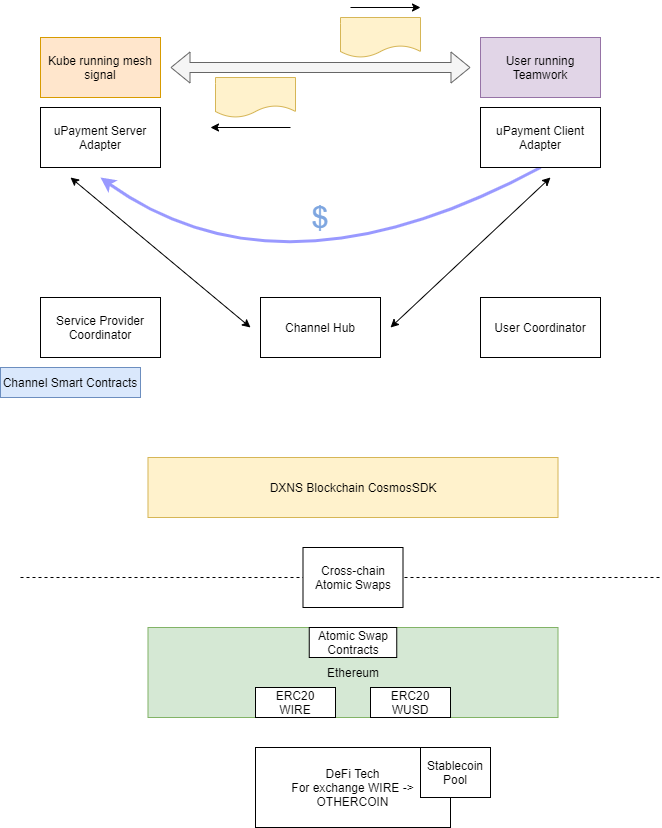 Kube running mesh
signal
User running
Teamwork
uPayment Server
Adapter
uPayment Client
Adapter
$
Service Provider
Coordinator
Channel Hub
User Coordinator
Channel Smart Contracts
DXNS Blockchain CosmosSDK
Cross-chain
Atomic Swaps
Atomic Swap
Contracts
Ethereum
ERC20
WIRE
ERC20
WUSD
DeFi Tech
For exchange WIRE ->
OTHERCOIN
Stablecoin
Pool